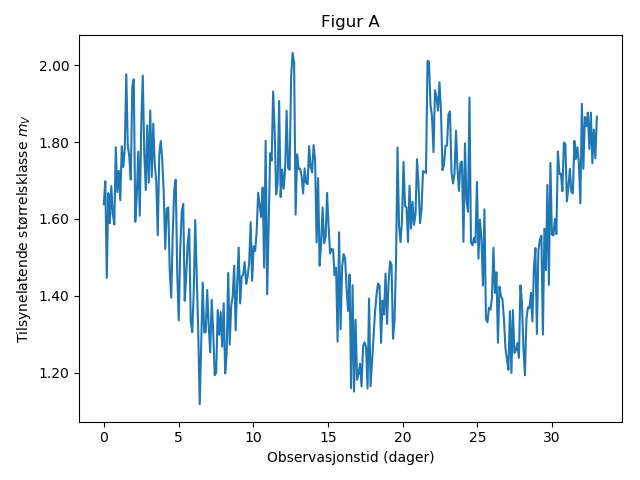 Figur A
Tilsynelatende størrelsklasse m_V
2.00
1.80
1.60
1.40
1.20
0 5 10 15 20 25 30
Observasjonstid (dager)